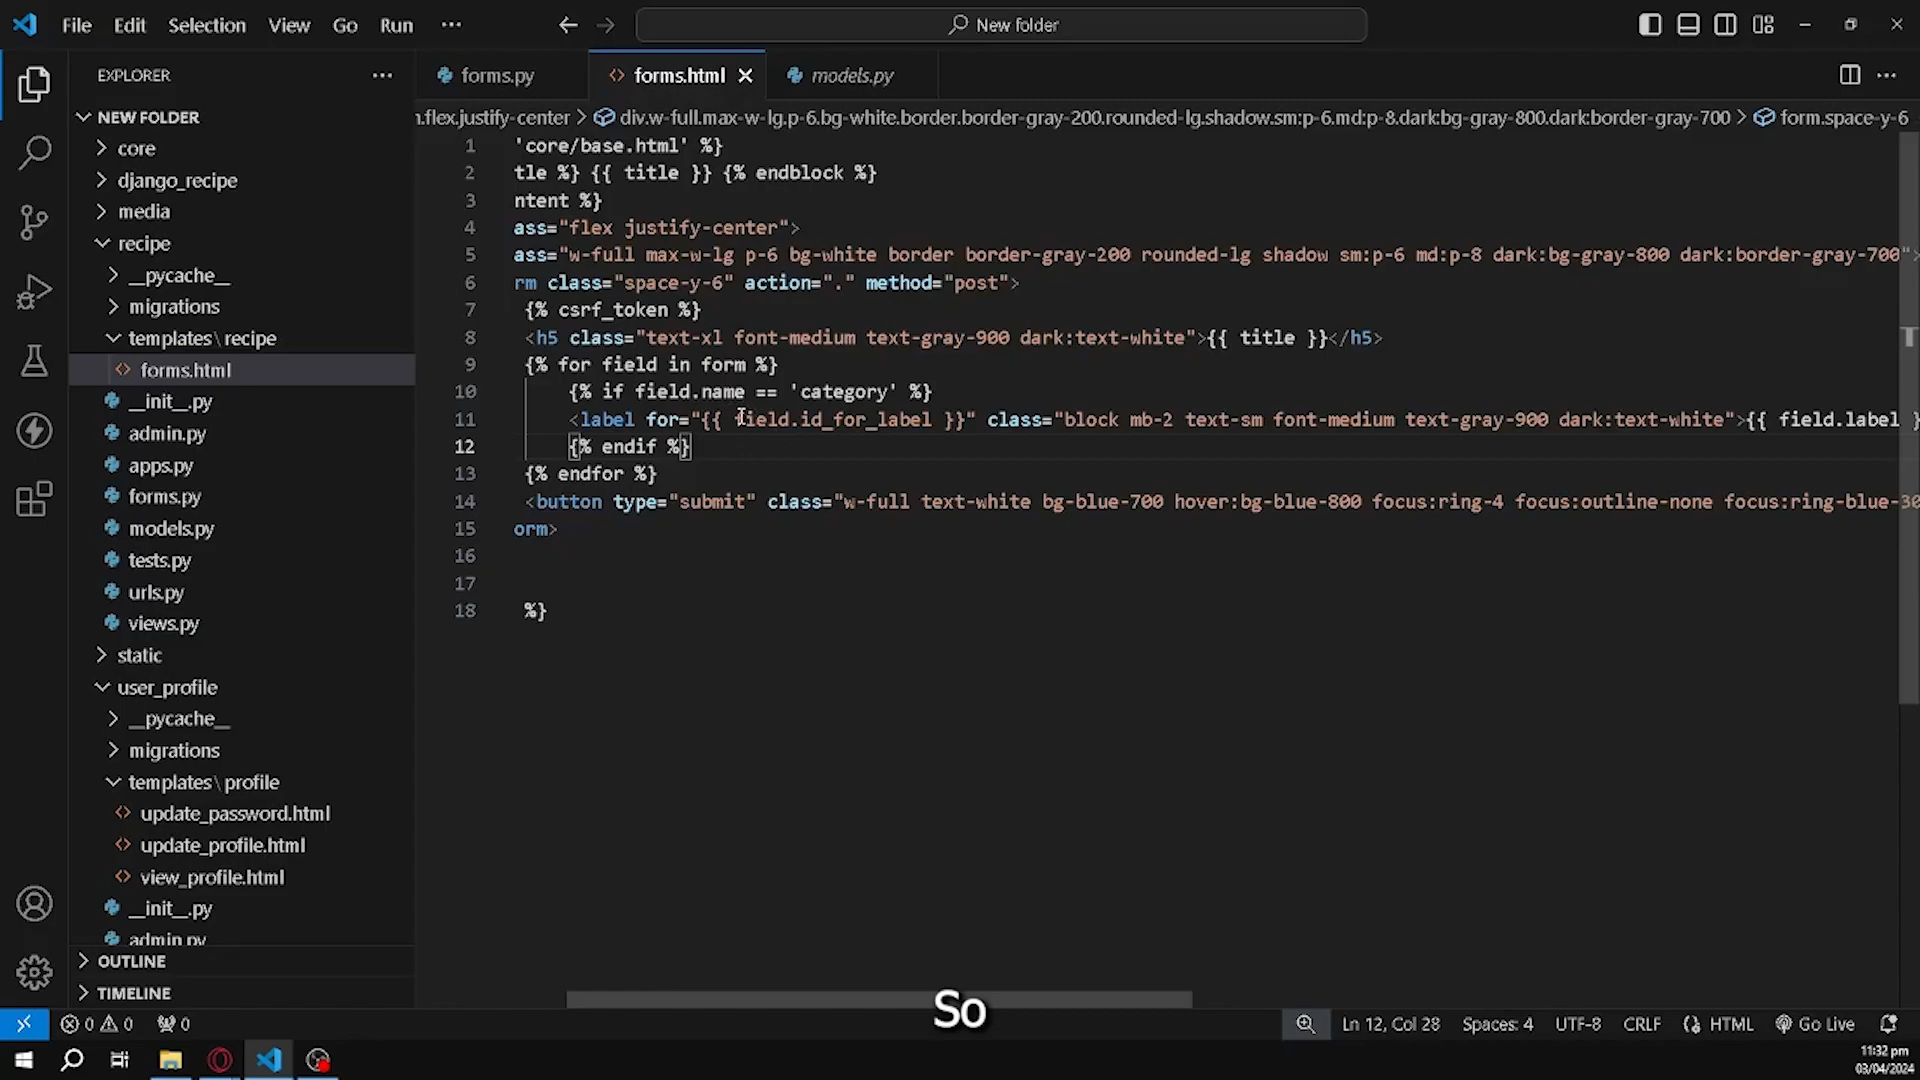 File Edit Selection View Go Run ···
New folder
EXPLORER
NEW FOLDER
core
django_recipe
media
recipe
__pycache__
migrations
templates\recipe
forms.html
__init__.py
admin.py
apps.py
forms.py
models.py
tests.py
urls.py
views.py
static
user_profile
__pycache__
migrations
templates\profile
update_password.html
update_profile.html
view_profile.html
__init__.py
admin.py
OUTLINE
TIMELINE
forms.py
forms.html
models.py
.flex.justify-center > div.w-full.max-w-lg.p-6.bg-white.border.border-gray-200.rounded-lg.shadow.sm:p-6.md:p-8.dark:bg-gray-800.dark:border-gray-700 > form.space-y-6
1 'core/base.html' %}
2 tle %} {{ title }} {% endblock %}
3 ntent %}
4 ass="flex justify-center">
5 ass="w-full max-w-lg p-6 bg-white border border-gray-200 rounded-lg shadow sm:p-6 md:p-8 dark:bg-gray-800 dark:border-gray-700">
6 rm class="space-y-6" action="." method="post">
7 {% csrf_token %}
8 <h5 class="text-xl font-medium text-gray-900 dark:text-white">{{ title }}</h5>
9 {% for field in form %}
10 {% if field.name == 'category' %}
11 <label for="{{ field.id_for_label }}" class="block mb-2 text-sm font-medium text-gray-900 dark:text-white">{{ field.label }
12 {% endif %}
13 {% endfor %}
14 <button type="submit" class="w-full text-white bg-blue-700 hover:bg-blue-800 focus:ring-4 focus:outline-none focus:ring-blue-30
15 orm>
16
17
18 %}
So
0 0 0
Ln 12, Col 28 Spaces: 4 UTF-8 CRLF HTML Go Live
11:32 pm
03/04/2024